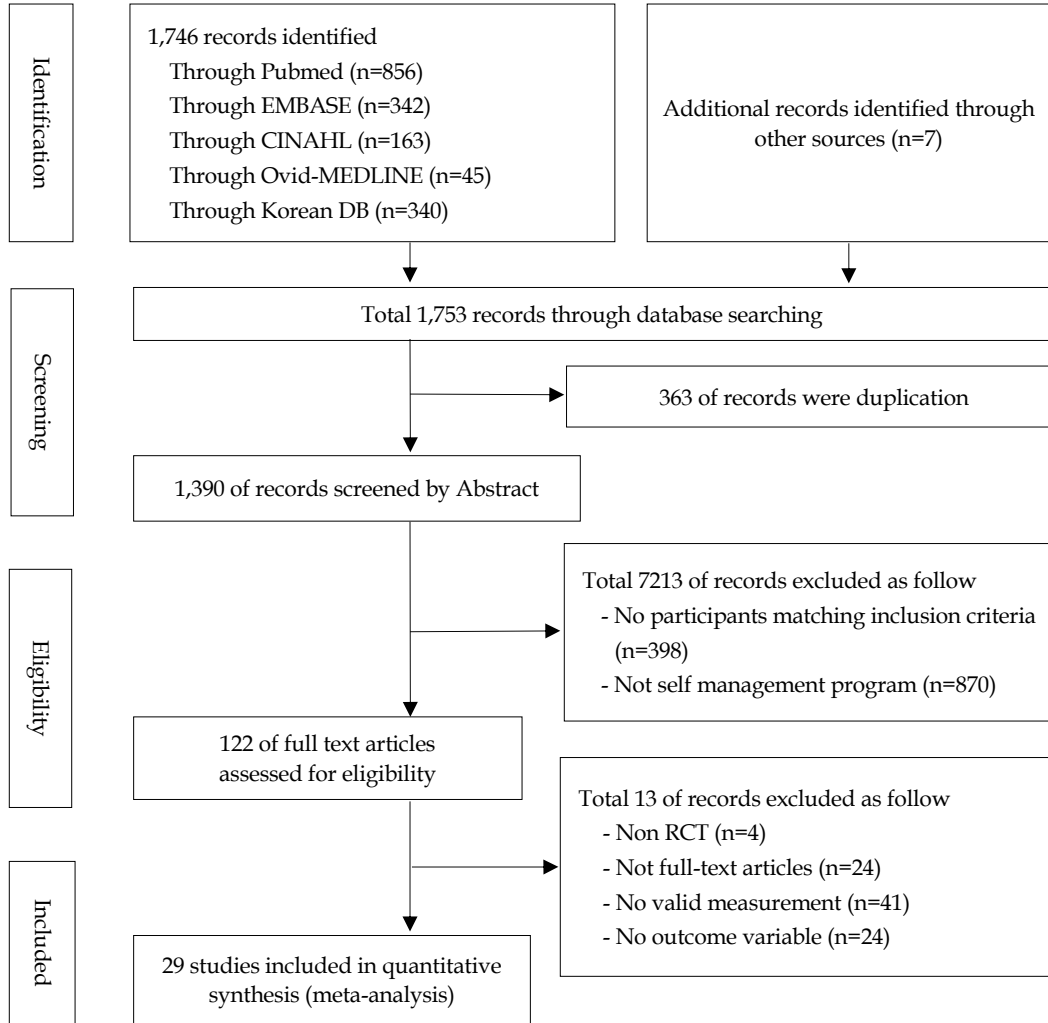 Identification
1,746 records identified
Through Pubmed (n=856)
Through EMBASE (n=342)
Through CINAHL (n=163)
Through Ovid-MEDLINE (n=45)
Through Korean DB (n=340)
Additional records identified through
other sources (n=7)
Screening
Total 1,753 records through database searching
363 of records were duplication
1,390 of records screened by Abstract
Eligibility
Total 7213 of records excluded as follow
- No participants matching inclusion criteria
(n=398)
- Not self management program (n=870)
122 of full text articles
assessed for eligibility
Total 13 of records excluded as follow
- Non RCT (n=4)
- Not full-text articles (n=24)
- No valid measurement (n=41)
- No outcome variable (n=24)
Included
29 studies included in quantitative
synthesis (meta-analysis)